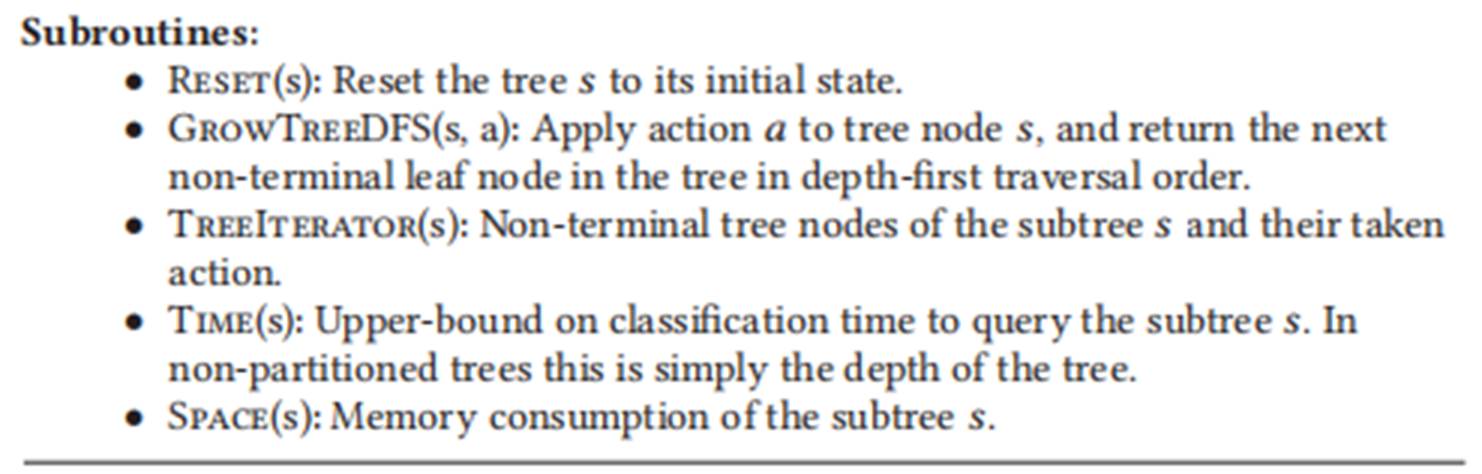 Subroutines:
• RESET(s): Reset the tree s to its initial state.
• GROWTREEDFS(s, a): Apply action a to tree node s, and return the next
non-terminal leaf node in the tree in depth-first traversal order.
• TREEITERATOR(s): Non-terminal tree nodes of the subtree s and their taken
action.
• TIME(s): Upper-bound on classification time to query the subtree s. In
non-partitioned trees this is simply the depth of the tree.
• SPACE(s): Memory consumption of the subtree s.